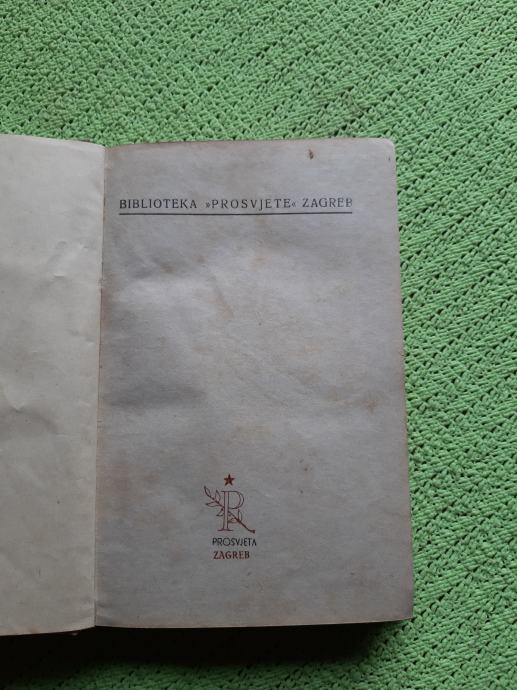 BIBLIOTEKA »PROSVJETE« ZAGREB
P
PROSVJETA
ZAGREB